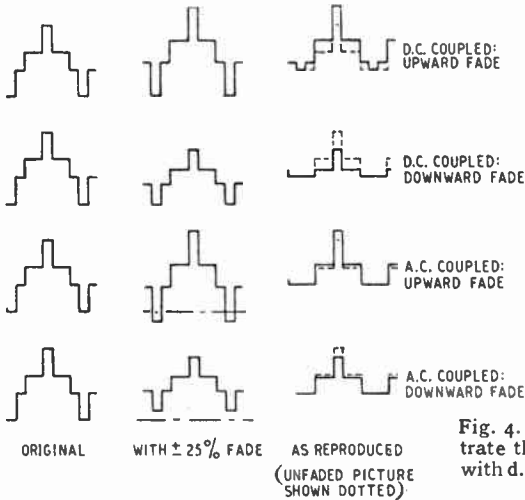 D.C. COUPLED:
UPWARD FADE
D.C. COUPLED:
DOWNWARD FADE
A.C. COUPLED:
UPWARD FADE
A.C. COUPLED:
DOWNWARD FADE
ORIGINAL
WITH ± 25% FADE
AS REPRODUCED
(UNFADED PICTURE
SHOWN DOTTED)
Fig. 4.
trate th
with d.